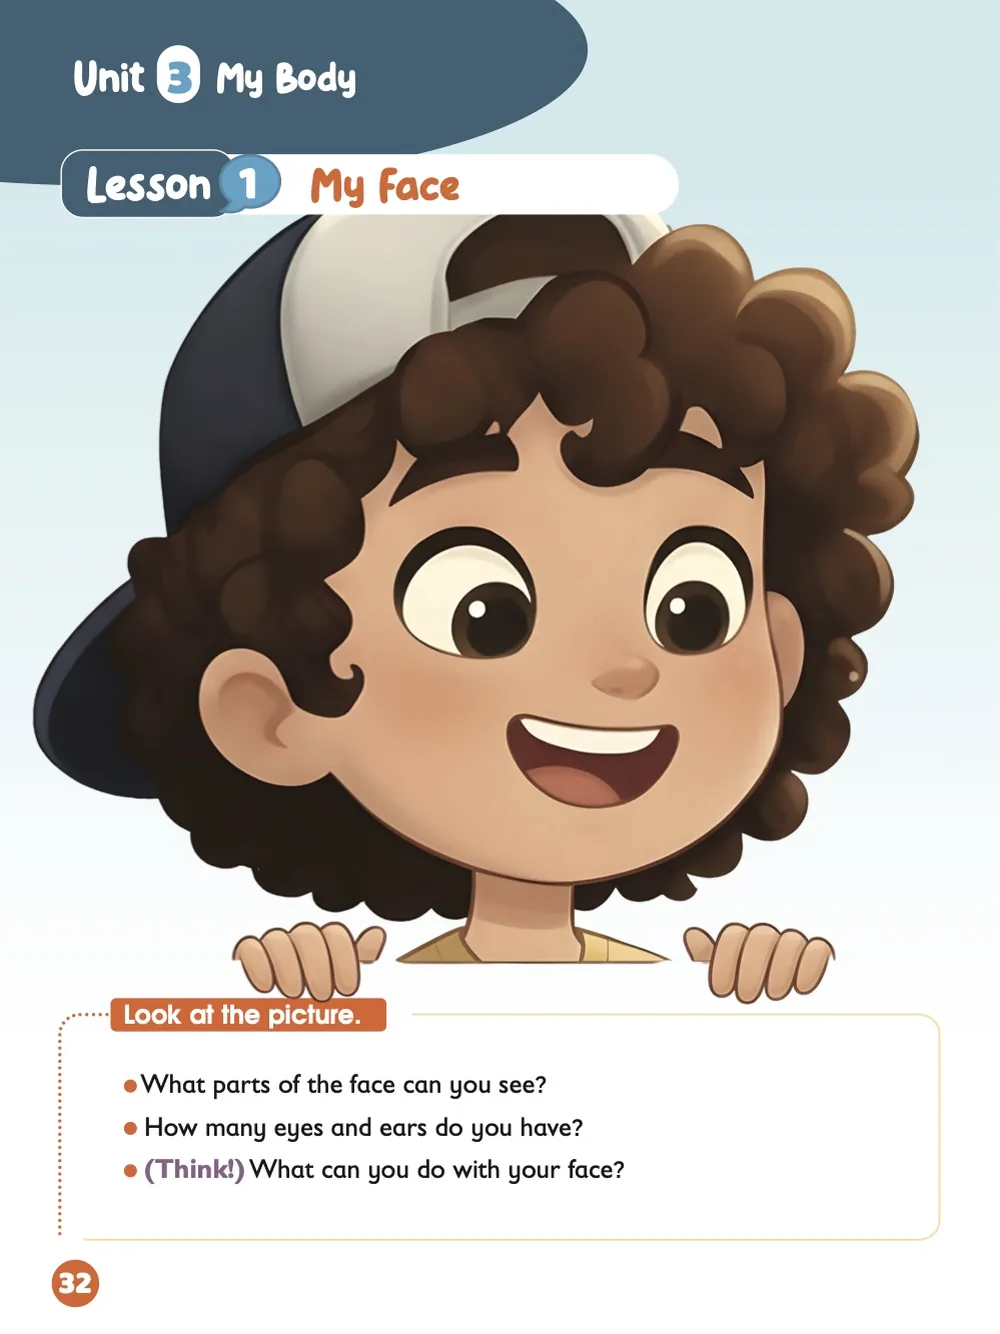 Unit 3 My Body
Lesson 1 My Face
Look at the picture.
What parts of the face can you see?
How many eyes and ears do you have?
(Think!) What can you do with your face?
32